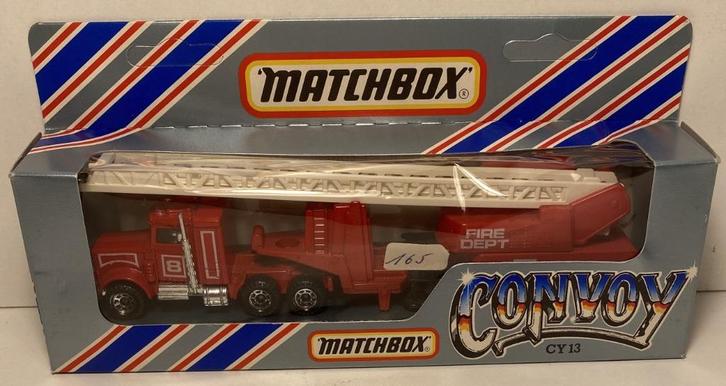 "MATCHBOX"®
FIRE
DEPT
8
165
CONVOY
"MATCHBOX"®
CY 13